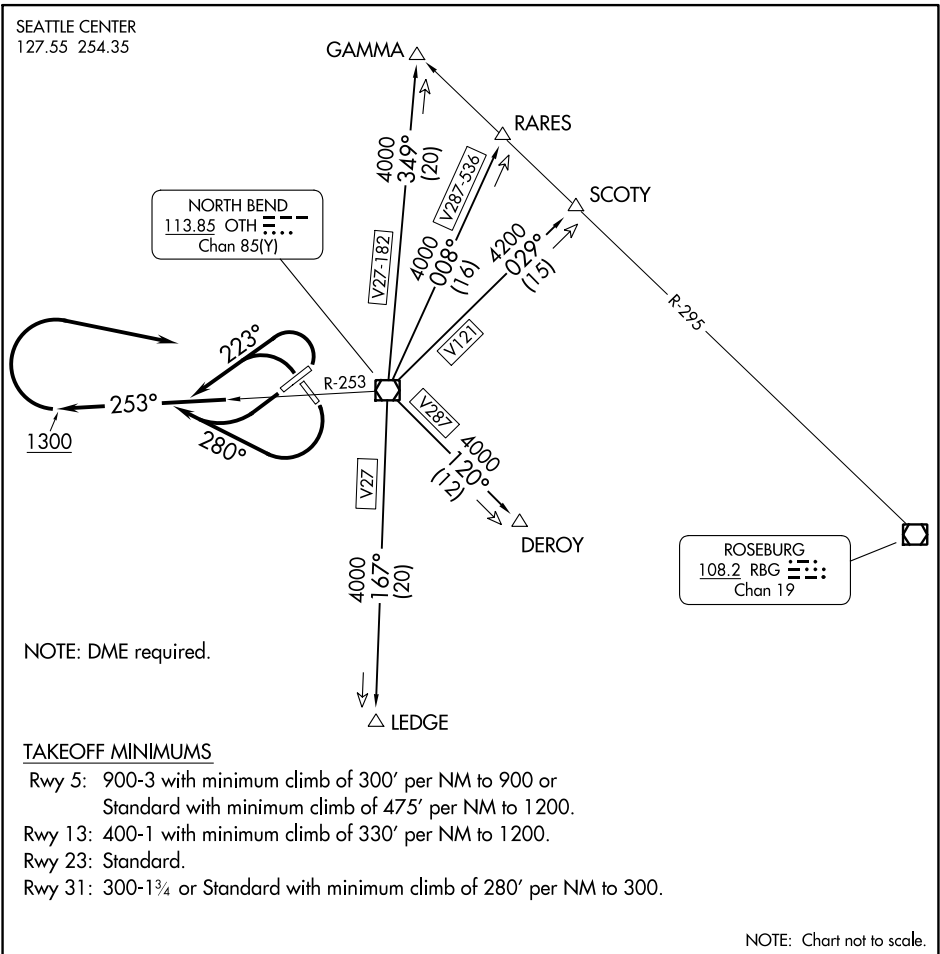 SEATTLE CENTER
127.55 254.35
GAMMA
RARES
SCOTY
4000
349°
(20)
V27-182
V287-536
4000
008°
(16)
4200
029°
(15)
V121
NORTH BEND
113.85 OTH
Chan 85(Y)
R-295
223°
R-253
253°
1300
280°
V287
4000
120°
(12)
V27
DEROY
ROSEBURG
108.2 RBG
Chan 19
4000
167°
(20)
NOTE: DME required.
LEDGE
TAKEOFF MINIMUMS
Rwy 5: 900-3 with minimum climb of 300' per NM to 900 or
Standard with minimum climb of 475' per NM to 1200.
Rwy 13: 400-1 with minimum climb of 330' per NM to 1200.
Rwy 23: Standard.
Rwy 31: 300-1¾ or Standard with minimum climb of 280' per NM to 300.
NOTE: Chart not to scale.